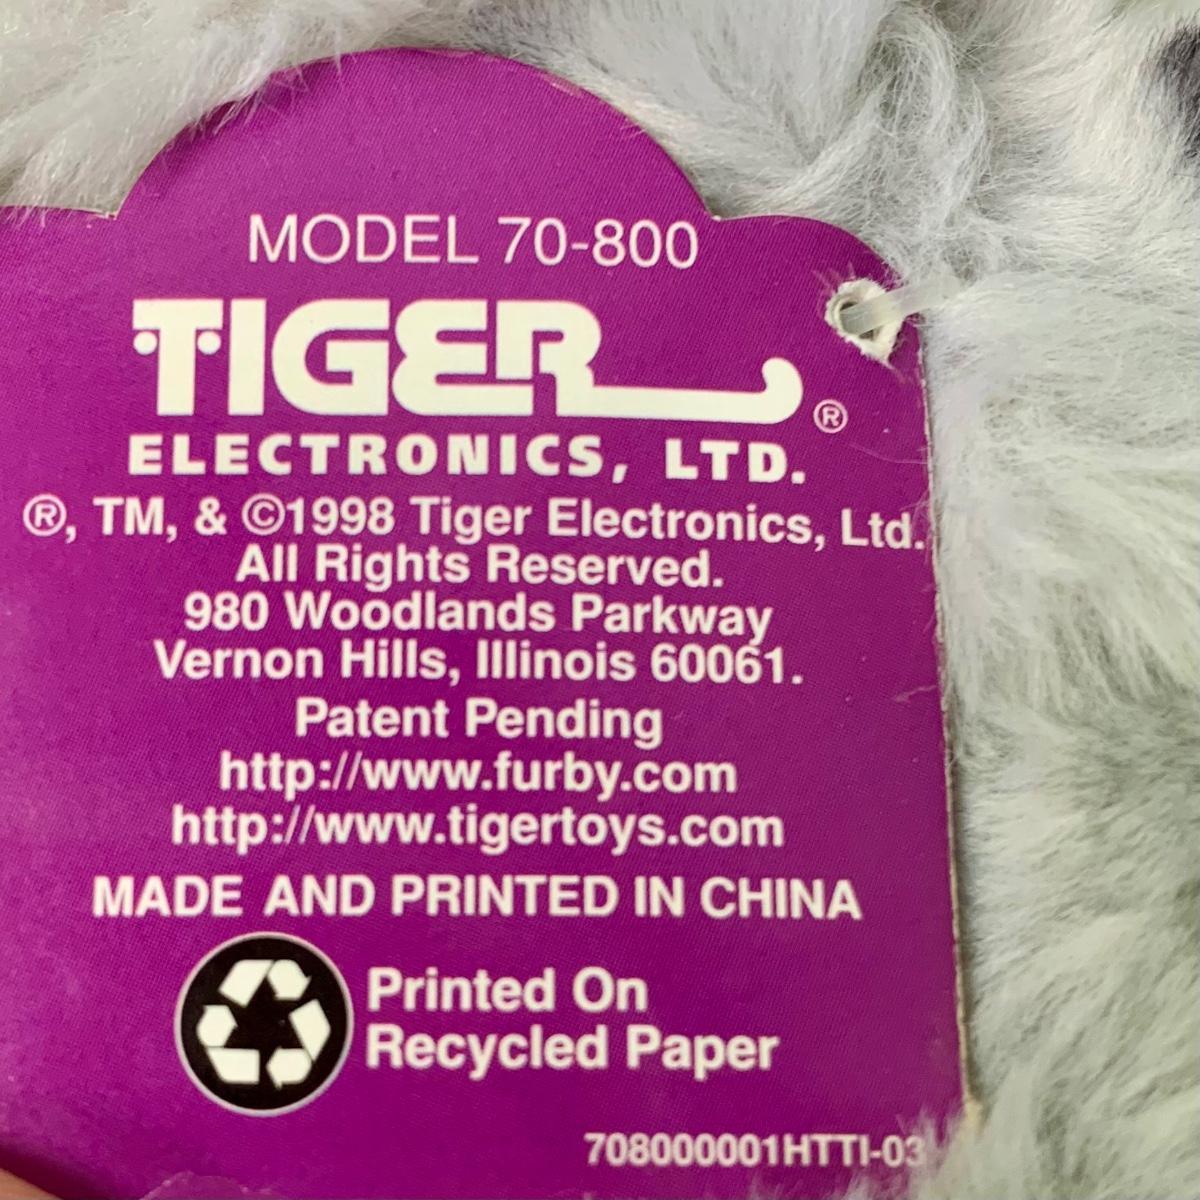 MODEL 70-800
TIGER®
ELECTRONICS, LTD.
®, TM, & ©1998 Tiger Electronics, Ltd.
All Rights Reserved.
980 Woodlands Parkway
Vernon Hills, Illinois 60061.
Patent Pending
http://www.furby.com
http://www.tigertoys.com
MADE AND PRINTED IN CHINA
Printed On
Recycled Paper
708000001HTTI-03